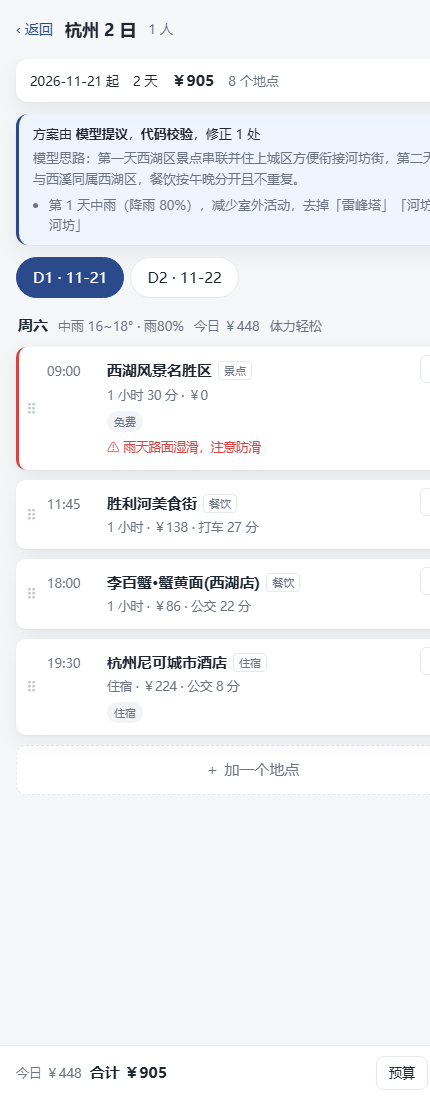 ‹ 返回 杭州 2 日 1 人
2026-11-21 起 2 天 ￥905 8 个地点
方案由 模型提议，代码校验，修正 1 处
模型思路：第一天西湖区景点串联并住上城区方便衔接河坊街，第二天
与西溪同属西湖区，餐饮按午晚分开且不重复。
• 第 1 天中雨（降雨 80%），减少室外活动，去掉「雷峰塔」「河坊
河坊」
D1 · 11-21 D2 · 11-22
周六 中雨 16~18° · 雨80% 今日 ￥448 体力轻松
09:00 西湖风景名胜区 景点
1 小时 30 分 · ￥0
免费
⚠ 雨天路面湿滑，注意防滑
11:45 胜利河美食街 餐饮
1 小时 · ￥138 · 打车 27 分
18:00 李百蟹•蟹黄面(西湖店) 餐饮
1 小时 · ￥86 · 公交 22 分
19:30 杭州尼可城市酒店 住宿
住宿 · ￥224 · 公交 8 分
住宿
+ 加一个地点
今日 ￥448 合计 ￥905 预算